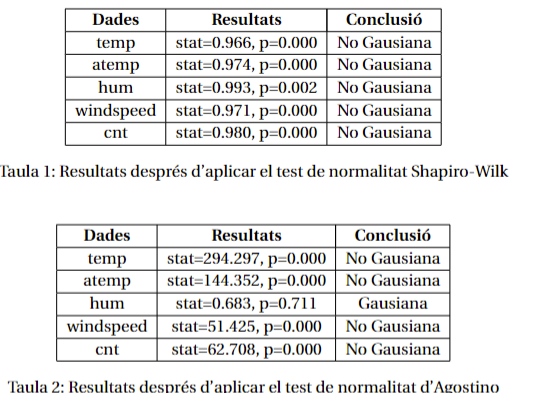 Dades Resultats Conclusió
temp stat=0.966, p=0.000 No Gausiana
atemp stat=0.974, p=0.000 No Gausiana
hum stat=0.993, p=0.002 No Gausiana
windspeed stat=0.971, p=0.000 No Gausiana
cnt stat=0.980, p=0.000 No Gausiana
Taula 1: Resultats després d'aplicar el test de normalitat Shapiro-Wilk
Dades Resultats Conclusió
temp stat=294.297, p=0.000 No Gausiana
atemp stat=144.352, p=0.000 No Gausiana
hum stat=0.683, p=0.711 Gausiana
windspeed stat=51.425, p=0.000 No Gausiana
cnt stat=62.708, p=0.000 No Gausiana
Taula 2: Resultats després d'aplicar el test de normalitat d'Agostino